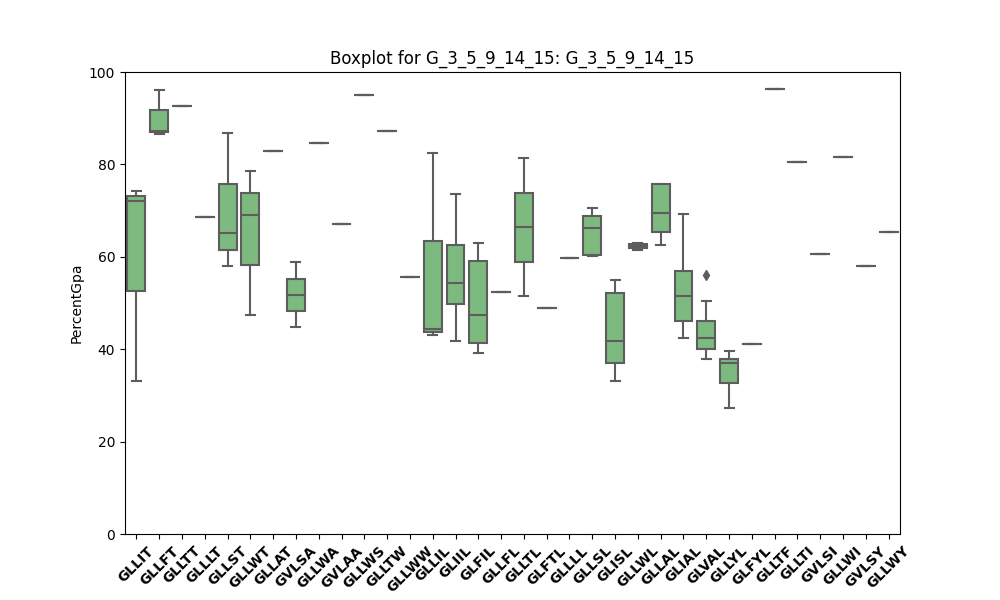 Boxplot for G_3_5_9_14_15: G_3_5_9_14_15
PercentGpa
100
80
60
40
20
0
GLLIT
GLLFT
GLLTT
GLLLT
GLLST
GLLWT
GLLAT
GVLSA
GLLWA
GVLAA
GLLWS
GLLTW
GLLWW
GLLIL
GLIIL
GLFIL
GLLFL
GLLTL
GLFTL
GLLLL
GLLSL
GLISL
GLLWL
GLLAL
GLIAL
GLVAL
GLLYL
GLFYL
GLLTF
GLLTI
GVLSI
GLLWI
GVLSY
GLLWY